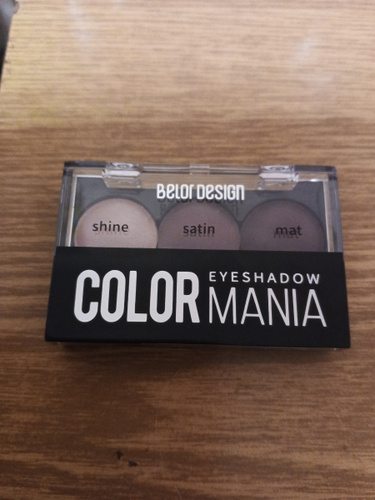 BELOR DESIGN
shine satin mat
EYESHADOW
COLOR MANIA